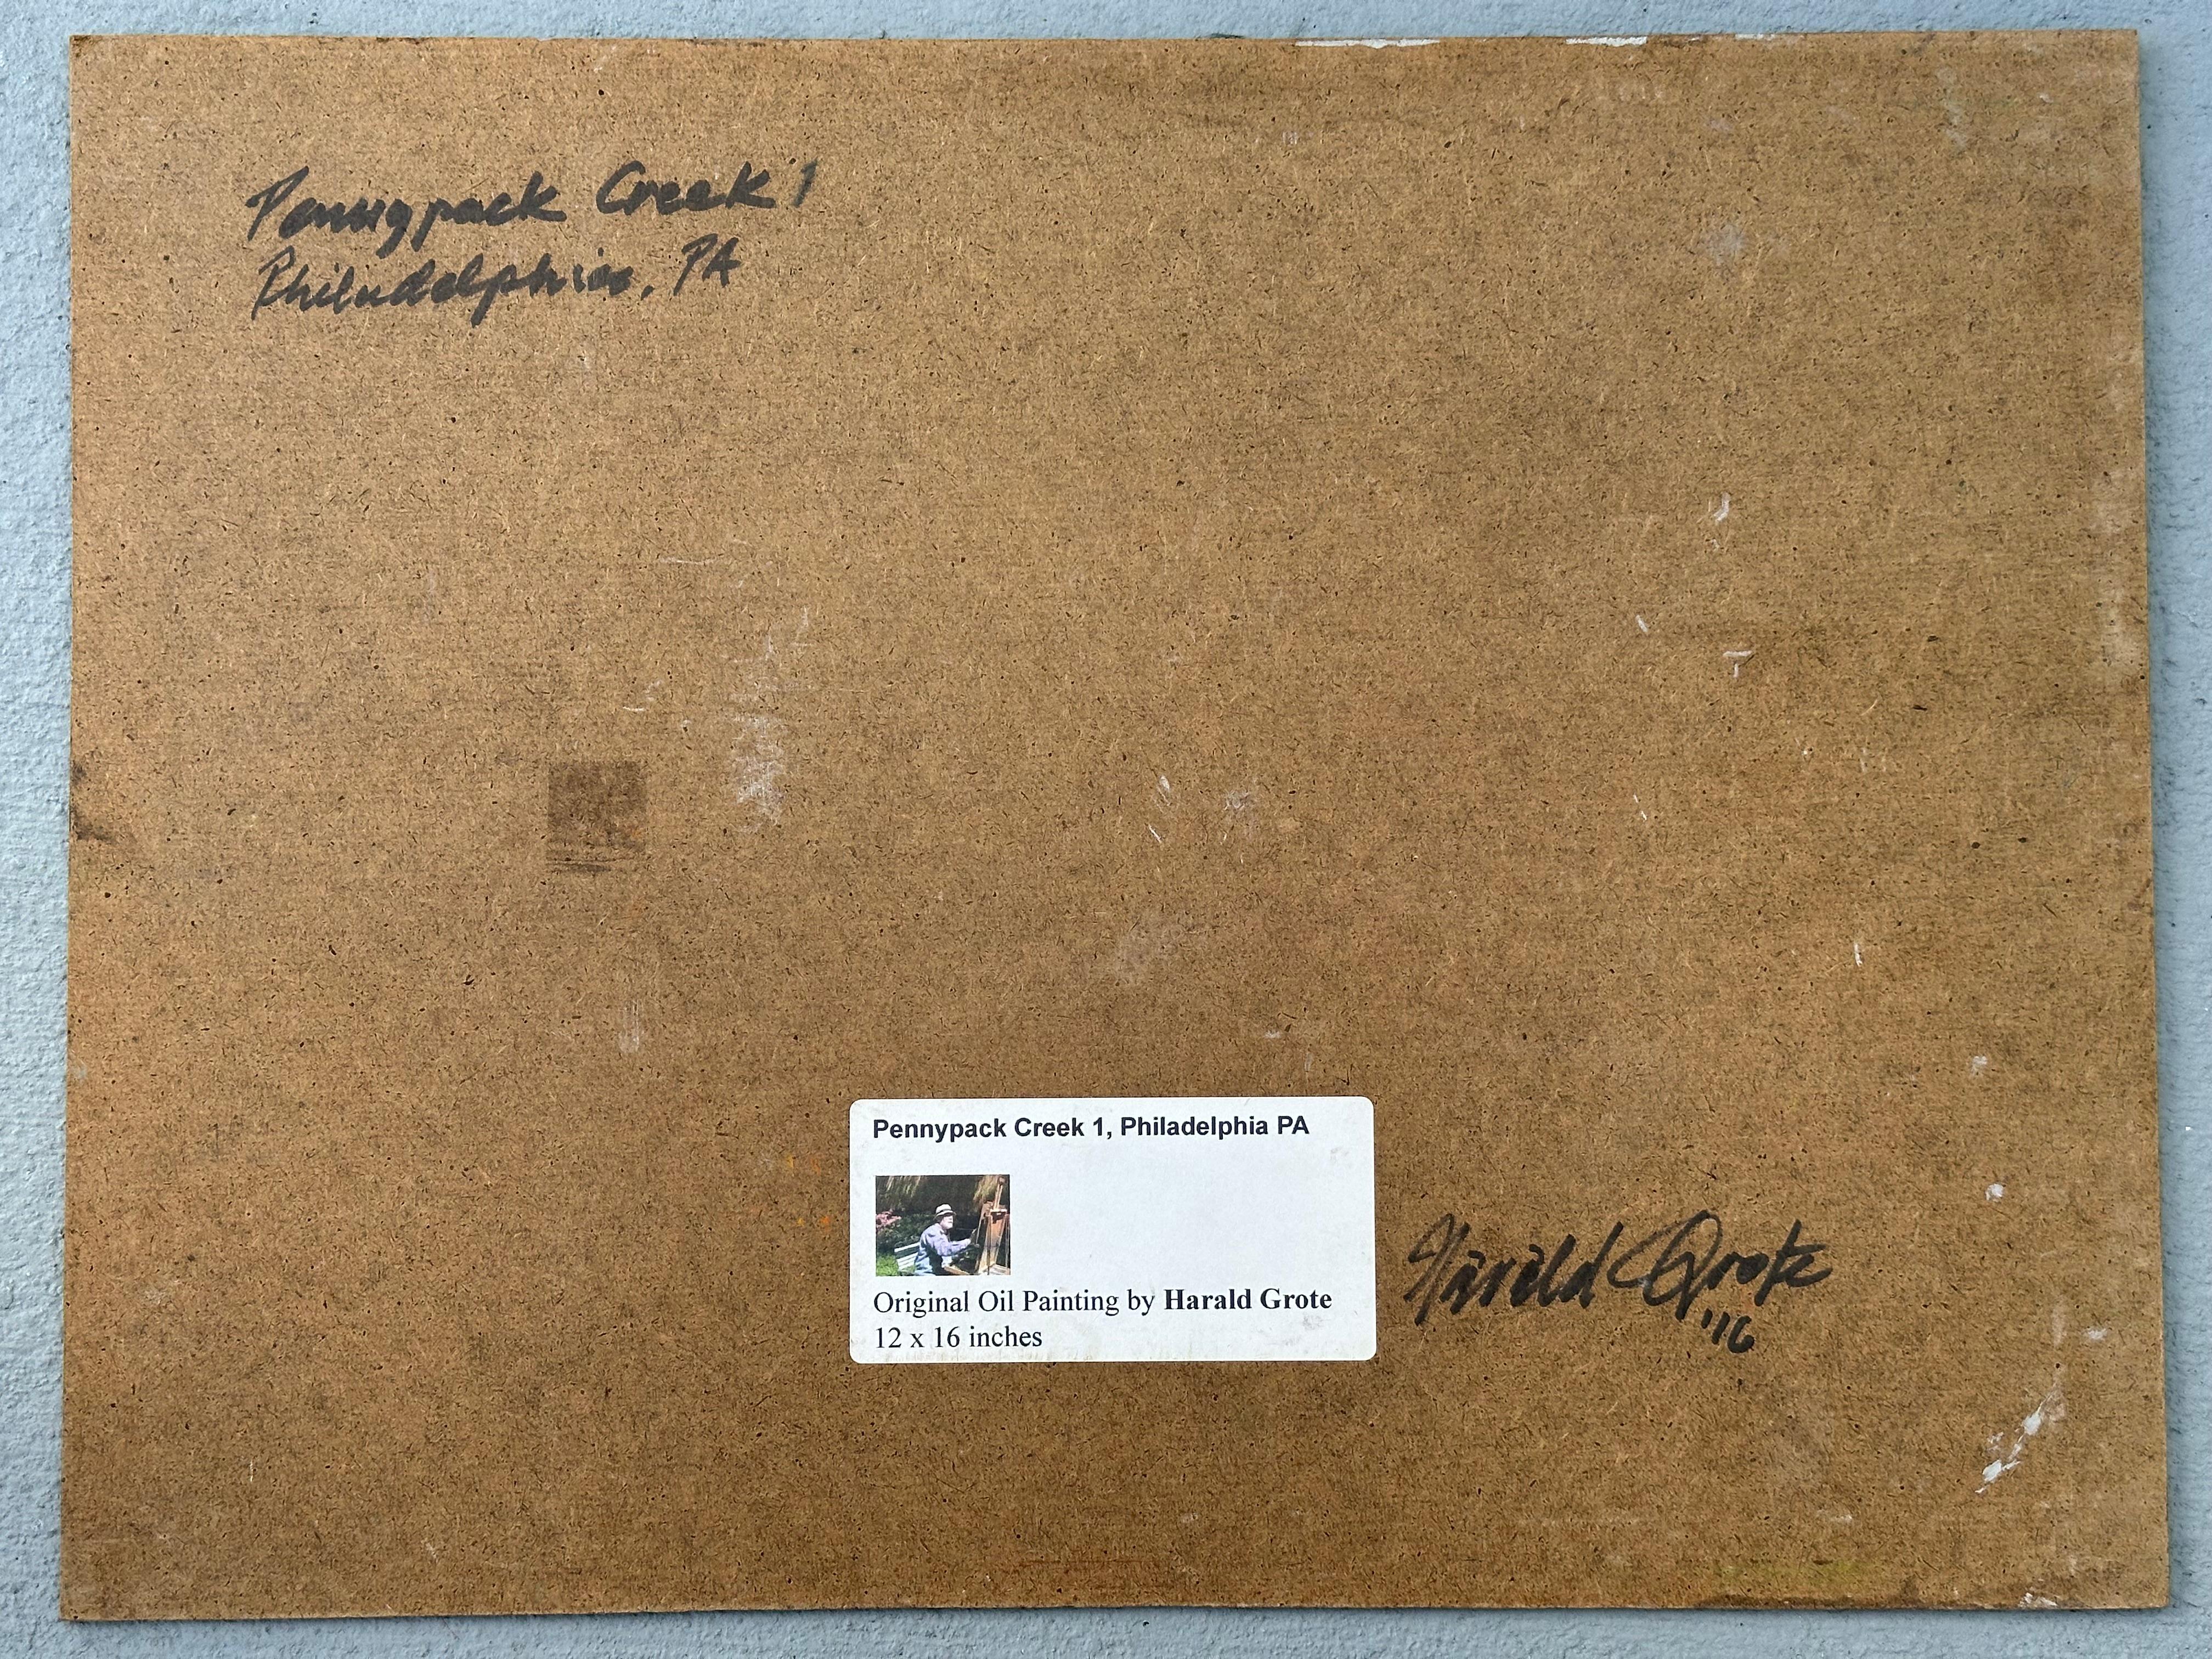 Pennypack Creek 1
Philadelphia, PA
Pennypack Creek 1, Philadelphia PA
Original Oil Painting by Harald Grote
12 x 16 inches
Harald Grote
'16